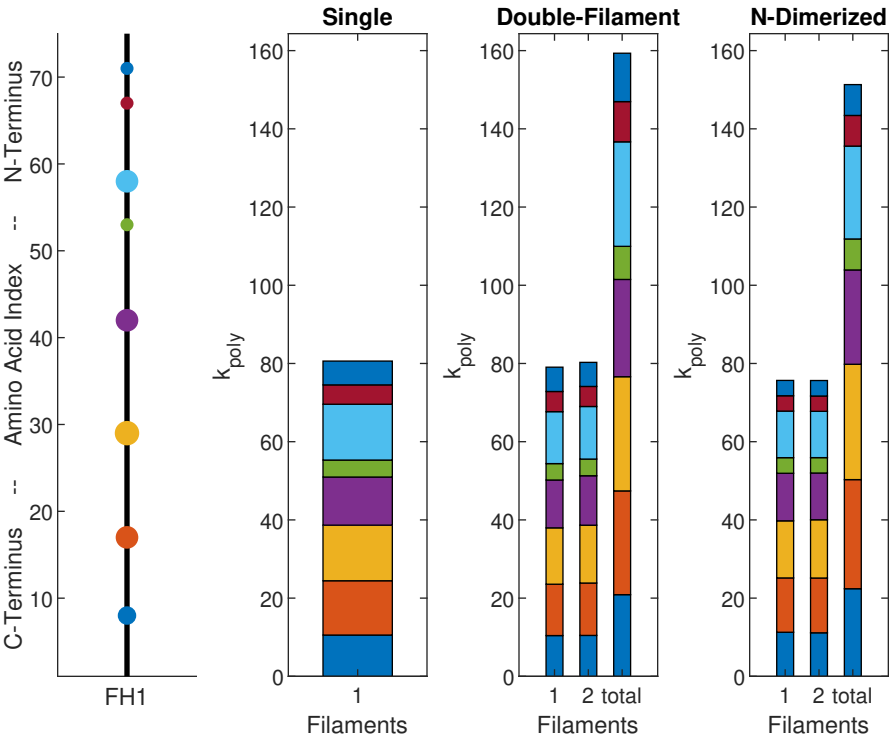 C-Terminus -- Amino Acid Index -- N-Terminus
70
60
50
40
30
20
10
FH1
Single
k_poly
160
140
120
100
80
60
40
20
0
1
Filaments
Double-Filament
k_poly
160
140
120
100
80
60
40
20
0
1 2 total
Filaments
N-Dimerized
k_poly
160
140
120
100
80
60
40
20
0
1 2 total
Filaments